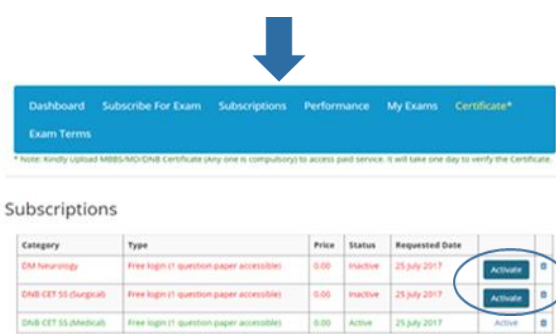 Dashboard Subscribe For Exam Subscriptions Performance My Exams Certificate*
Exam Terms
* Note: Kindly Upload MBBS/MD/DNB Certificate (Any one is compulsory) to access paid service. It will take one day to verify the Certificate.
Subscriptions
Category Type Price Status Requested Date
DM Neurology Free login (1 question paper accessible) 0.00 Inactive 25 July 2017 Activate
DNB CET SS (Surgical) Free login (1 question paper accessible) 0.00 Inactive 25 July 2017 Activate
DNB CET SS (Medical) Free login (1 question paper accessible) 0.00 Active 25 July 2017 Active